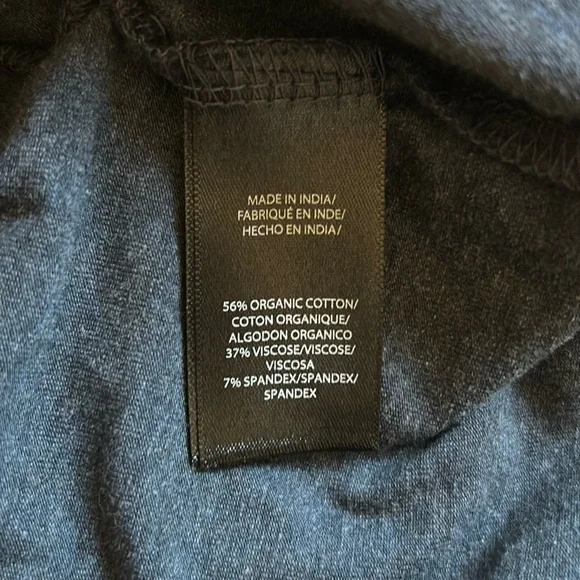 MADE IN INDIA/
FABRIQUÉ EN INDE/
HECHO EN INDIA/
56% ORGANIC COTTON/
COTON ORGANIQUE/
ALGODON ORGANICO
37% VISCOSE/VISCOSE/
VISCOSA
7% SPANDEX/SPANDEX/
SPANDEX